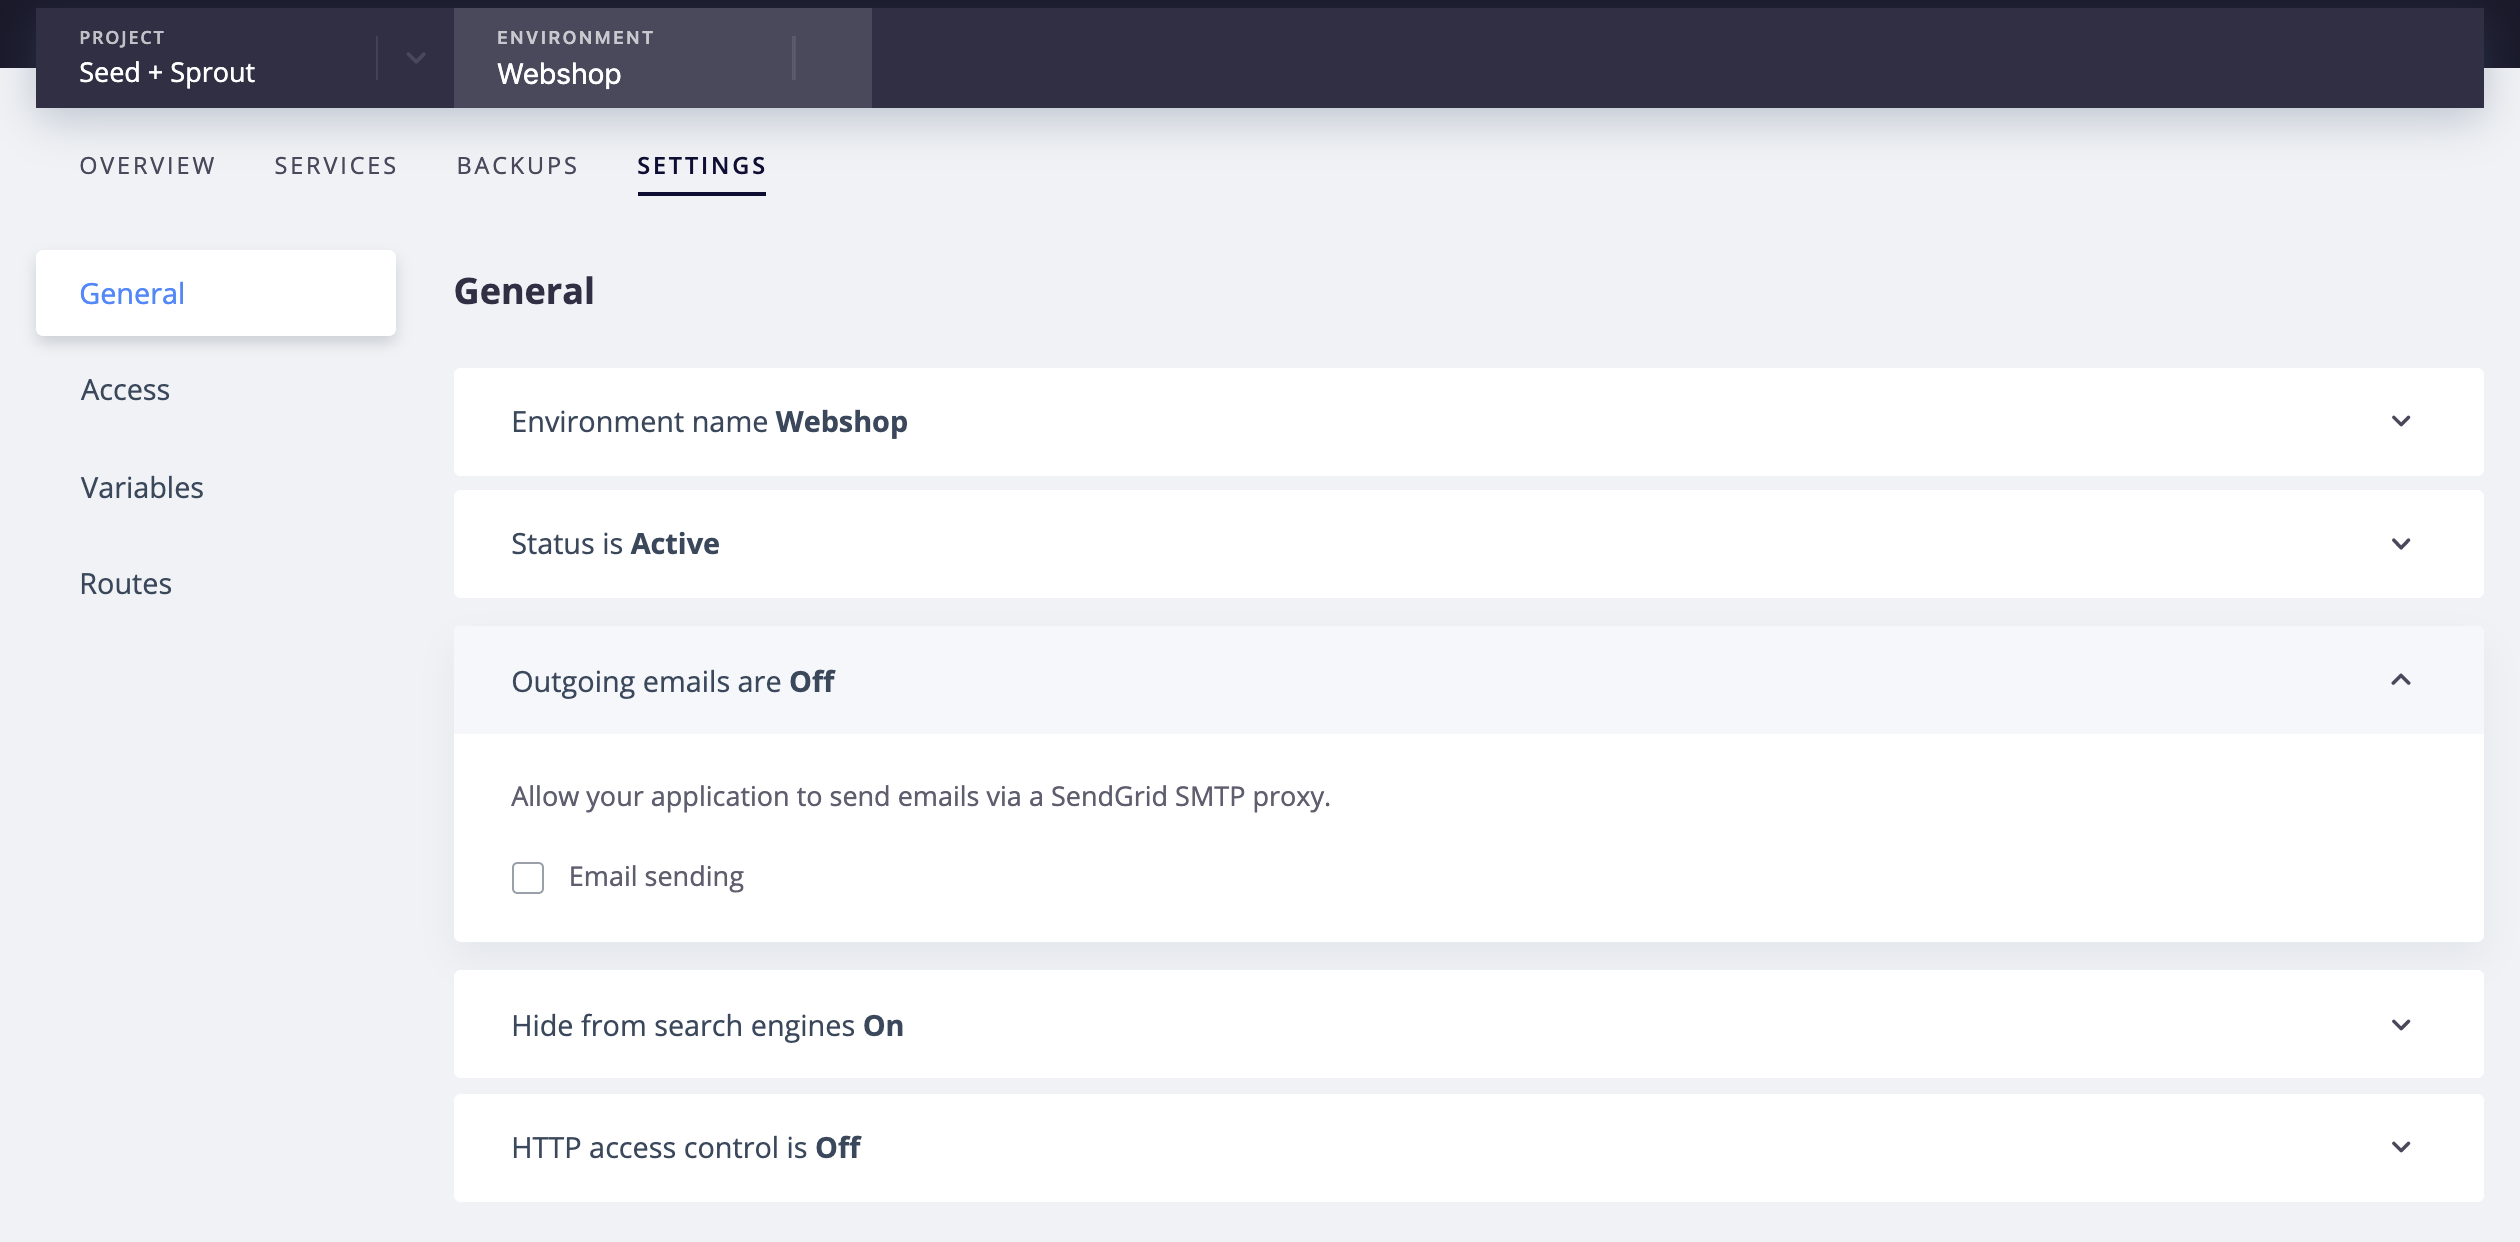 PROJECT
Seed + Sprout
ENVIRONMENT
Webshop
OVERVIEW
SERVICES
BACKUPS
SETTINGS
General
Access
Variables
Routes
General
Environment name Webshop
Status is Active
Outgoing emails are Off
Allow your application to send emails via a SendGrid SMTP proxy.
Email sending
Hide from search engines On
HTTP access control is Off